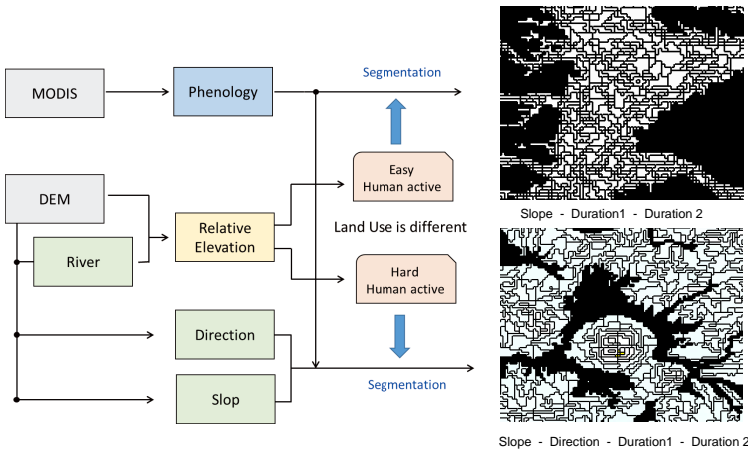 Segmentation
MODIS
Phenology
Easy
Human active
DEM
Slope - Duration1 - Duration 2
Relative
Elevation
Land Use is different
River
Hard
Human active
Direction
Segmentation
Slop
Slope - Direction - Duration1 - Duration 2